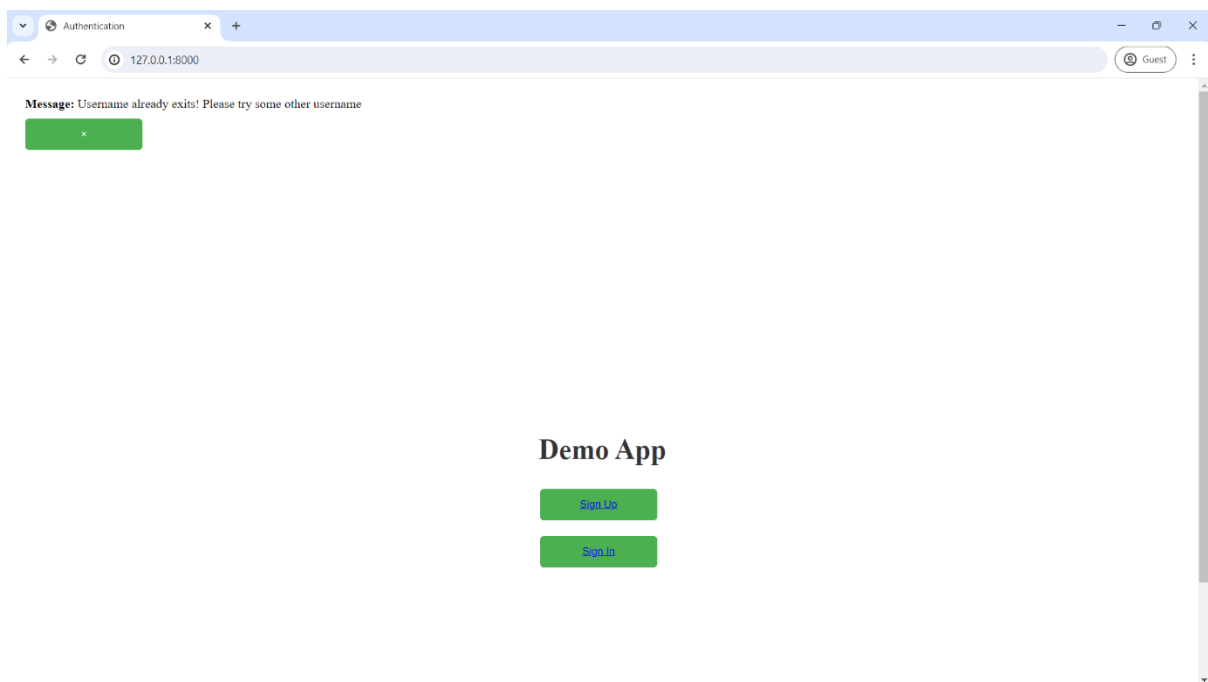 Authentication
127.0.0.1:8000
Guest
Message: Username already exits! Please try some other username
×
Demo App
Sign Up
Sign In